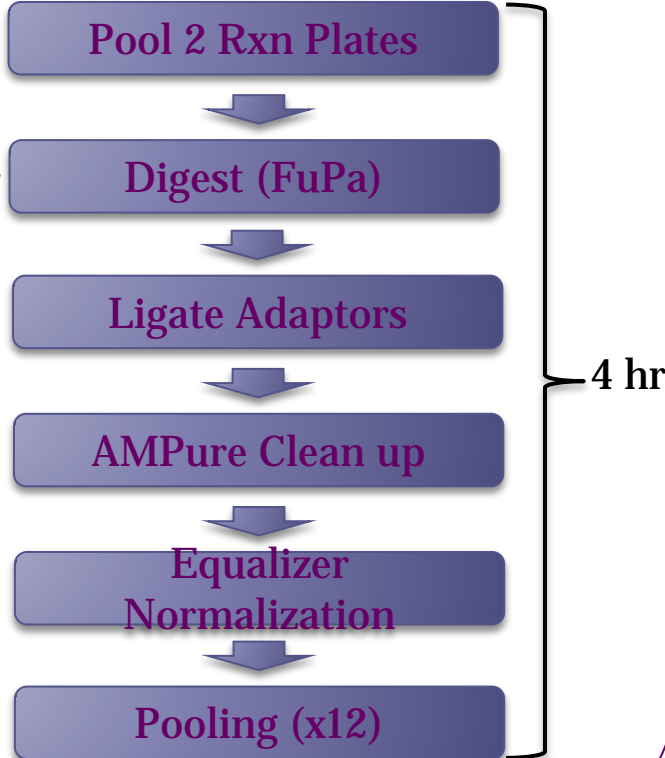 Pool 2 Rxn Plates
Digest (FuPa)
Ligate Adaptors
4 hr
AMPure Clean up
Equalizer
Normalization
Pooling (x12)